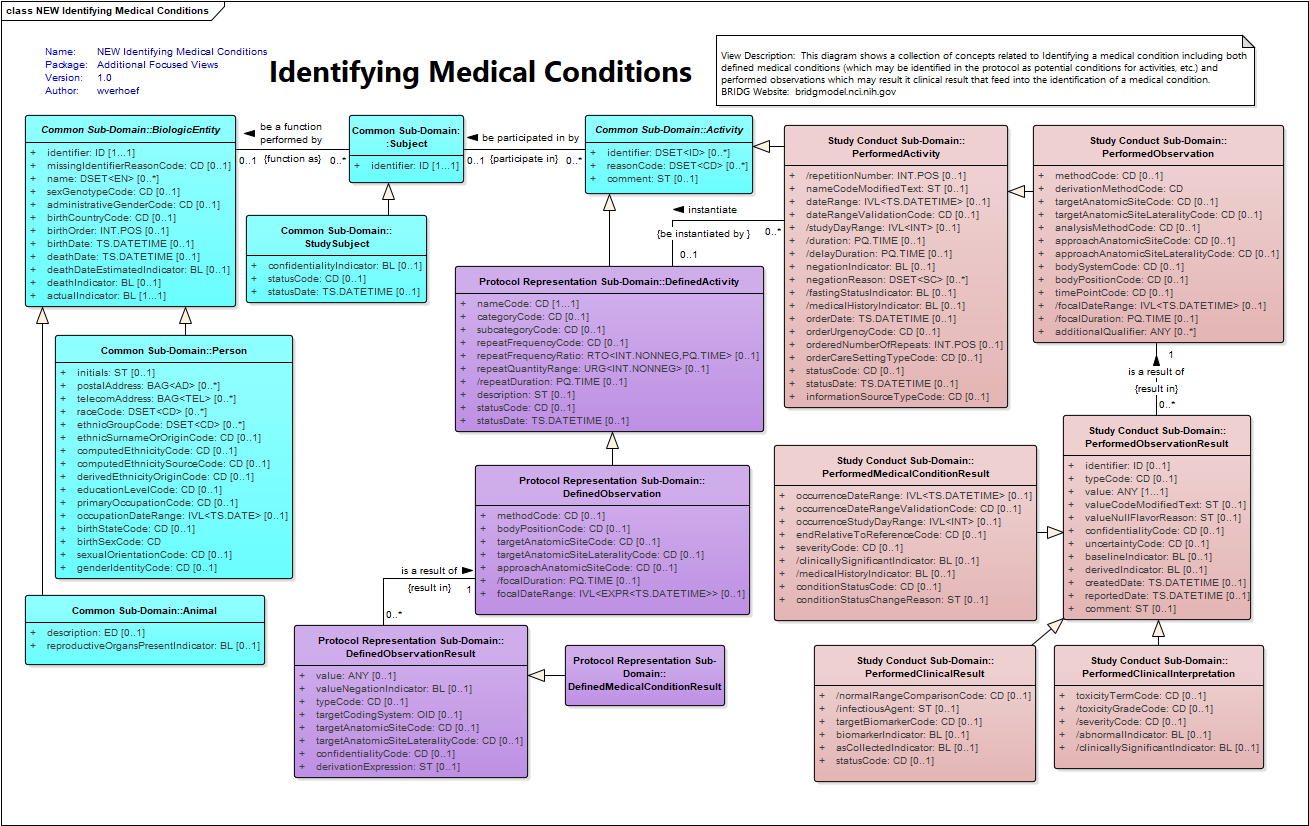 class NEW Identifying Medical Conditions
Name: NEW Identifying Medical Conditions
Package: Additional Focused Views
Version: 1.0
Author: wverhoef
Identifying Medical Conditions
View Description: This diagram shows a collection of concepts related to Identifying a medical condition including both
defined medical conditions (which may be identified in the protocol as potential conditions for activities, etc.) and
performed observations which may result it clinical result that feed into the identification of a medical condition.
BRIDG Website: bridgmodel.nci.nih.gov
Common Sub-Domain::BiologicEntity
+ identifier: ID [1...1]
+ missingIdentifierReasonCode: CD [0..1]
+ name: DSET<EN> [0..*]
+ sexGenotypeCode: CD [0..1]
+ administrativeGenderCode: CD [0..1]
+ birthCountryCode: CD [0..1]
+ birthOrder: INT.POS [0..1]
+ birthDate: TS.DATETIME [0..1]
+ deathDate: TS.DATETIME [0..1]
+ deathDateEstimatedIndicator: BL [0..1]
+ deathIndicator: BL [0..1]
+ actualIndicator: BL [1...1]
be a function
performed by
0..1 {function as} 0..*
Common Sub-Domain:
:Subject
+ identifier: ID [1...1]
be participated in by
0..1 {participate in} 0..*
Common Sub-Domain::Activity
+ identifier: DSET<ID> [0..*]
+ reasonCode: DSET<CD> [0..*]
+ comment: ST [0..1]
Study Conduct Sub-Domain::
PerformedActivity
+ /repetitionNumber: INT.POS [0..1]
+ nameCodeModifiedText: ST [0..1]
+ dateRange: IVL<TS.DATETIME> [0..1]
+ dateRangeValidationCode: CD [0..1]
+ /studyDayRange: IVL<INT> [0..1]
+ /duration: PQ.TIME [0..1]
+ /delayDuration: PQ.TIME [0..1]
+ negationIndicator: BL [0..1]
+ negationReason: DSET<SC> [0..*]
+ /fastingStatusIndicator: BL [0..1]
+ /medicalHistoryIndicator: BL [0..1]
+ orderDate: TS.DATETIME [0..1]
+ orderUrgencyCode: CD [0..1]
+ orderedNumberOfRepeats: INT.POS [0..1]
+ orderCareSettingTypeCode: CD [0..1]
+ statusCode: CD [0..1]
+ statusDate: TS.DATETIME [0..1]
+ informationSourceTypeCode: CD [0..1]
Study Conduct Sub-Domain::
PerformedObservation
+ methodCode: CD [0..1]
+ derivationMethodCode: CD
+ targetAnatomicSiteCode: CD [0..1]
+ targetAnatomicSiteLateralityCode: CD [0..1]
+ analysisMethodCode: CD [0..1]
+ approachAnatomicSiteCode: CD [0..1]
+ approachAnatomicSiteLateralityCode: CD [0..1]
+ bodySystemCode: CD [0..1]
+ bodyPositionCode: CD [0..1]
+ timePointCode: CD [0..1]
+ /focalDateRange: IVL<TS.DATETIME> [0..1]
+ /focalDuration: PQ.TIME [0..1]
+ additionalQualifier: ANY [0..*]
Common Sub-Domain::
StudySubject
+ confidentialityIndicator: BL [0..1]
+ statusCode: CD [0..1]
+ statusDate: TS.DATETIME [0..1]
instantiate
{be instantiated by } 0..*
0..1
Protocol Representation Sub-Domain::DefinedActivity
+ nameCode: CD [1...1]
+ categoryCode: CD [0..1]
+ subcategoryCode: CD [0..1]
+ repeatFrequencyCode: CD [0..1]
+ repeatFrequencyRatio: RTO<INT.NONNEG,PQ.TIME> [0..1]
+ repeatQuantityRange: URG<INT.NONNEG> [0..1]
+ /repeatDuration: PQ.TIME [0..1]
+ description: ST [0..1]
+ statusCode: CD [0..1]
+ statusDate: TS.DATETIME [0..1]
Common Sub-Domain::Person
+ initials: ST [0..1]
+ postalAddress: BAG<AD> [0..*]
+ telecomAddress: BAG<TEL> [0..*]
+ raceCode: DSET<CD> [0..*]
+ ethnicGroupCode: DSET<CD> [0..*]
+ ethnicSurnameOrOriginCode: CD [0..1]
+ computedEthnicityCode: CD [0..1]
+ computedEthnicitySourceCode: CD [0..1]
+ derivedEthnicityOriginCode: CD [0..1]
+ educationLevelCode: CD [0..1]
+ primaryOccupationCode: CD [0..1]
+ occupationDateRange: IVL<TS.DATE> [0..1]
+ birthStateCode: CD [0..1]
+ birthSexCode: CD
+ sexualOrientationCode: CD [0..1]
+ genderIdentityCode: CD [0..1]
1
is a result of
{result in}
0..*
Study Conduct Sub-Domain::
PerformedObservationResult
+ identifier: ID [0..1]
+ typeCode: CD [0..1]
+ value: ANY [1...1]
+ valueCodeModifiedText: ST [0..1]
+ valueNullFlavorReason: ST [0..1]
+ confidentialityCode: CD [0..1]
+ uncertaintyCode: CD [0..1]
+ baselineIndicator: BL [0..1]
+ derivedIndicator: BL [0..1]
+ createdDate: TS.DATETIME [0..1]
+ reportedDate: TS.DATETIME [0..1]
+ comment: ST [0..1]
Study Conduct Sub-Domain::
PerformedMedicalConditionResult
+ occurrenceDateRange: IVL<TS.DATETIME> [0..1]
+ occurrenceDateRangeValidationCode: CD [0..1]
+ occurrenceStudyDayRange: IVL<INT> [0..1]
+ endRelativeToReferenceCode: CD [0..1]
+ severityCode: CD [0..1]
+ /clinicallySignificantIndicator: BL [0..1]
+ /medicalHistoryIndicator: BL [0..1]
+ conditionStatusCode: CD [0..1]
+ conditionStatusChangeReason: ST [0..1]
Protocol Representation Sub-Domain::
DefinedObservation
+ methodCode: CD [0..1]
+ bodyPositionCode: CD [0..1]
+ targetAnatomicSiteCode: CD [0..1]
+ targetAnatomicSiteLateralityCode: CD [0..1]
+ approachAnatomicSiteCode: CD [0..1]
+ /focalDuration: PQ.TIME [0..1]
+ focalDateRange: IVL<EXPR<TS.DATETIME>> [0..1]
is a result of
{result in} 1
0..*
Common Sub-Domain::Animal
+ description: ED [0..1]
+ reproductiveOrgansPresentIndicator: BL [0..1]
Protocol Representation Sub-Domain::
DefinedObservationResult
+ value: ANY [0..1]
+ valueNegationIndicator: BL [0..1]
+ typeCode: CD [0..1]
+ targetCodingSystem: OID [0..1]
+ targetAnatomicSiteCode: CD [0..1]
+ targetAnatomicSiteLateralityCode: CD [0..1]
+ confidentialityCode: CD [0..1]
+ derivationExpression: ST [0..1]
Protocol Representation Sub-
Domain::
DefinedMedicalConditionResult
Study Conduct Sub-Domain::
PerformedClinicalResult
+ /normalRangeComparisonCode: CD [0..1]
+ /infectiousAgent: ST [0..1]
+ targetBiomarkerCode: CD [0..1]
+ biomarkerIndicator: BL [0..1]
+ asCollectedIndicator: BL [0..1]
+ statusCode: CD [0..1]
Study Conduct Sub-Domain::
PerformedClinicalInterpretation
+ toxicityTermCode: CD [0..1]
+ /toxicityGradeCode: CD [0..1]
+ /severityCode: CD [0..1]
+ /abnormalIndicator: BL [0..1]
+ /clinicallySignificantIndicator: BL [0..1]